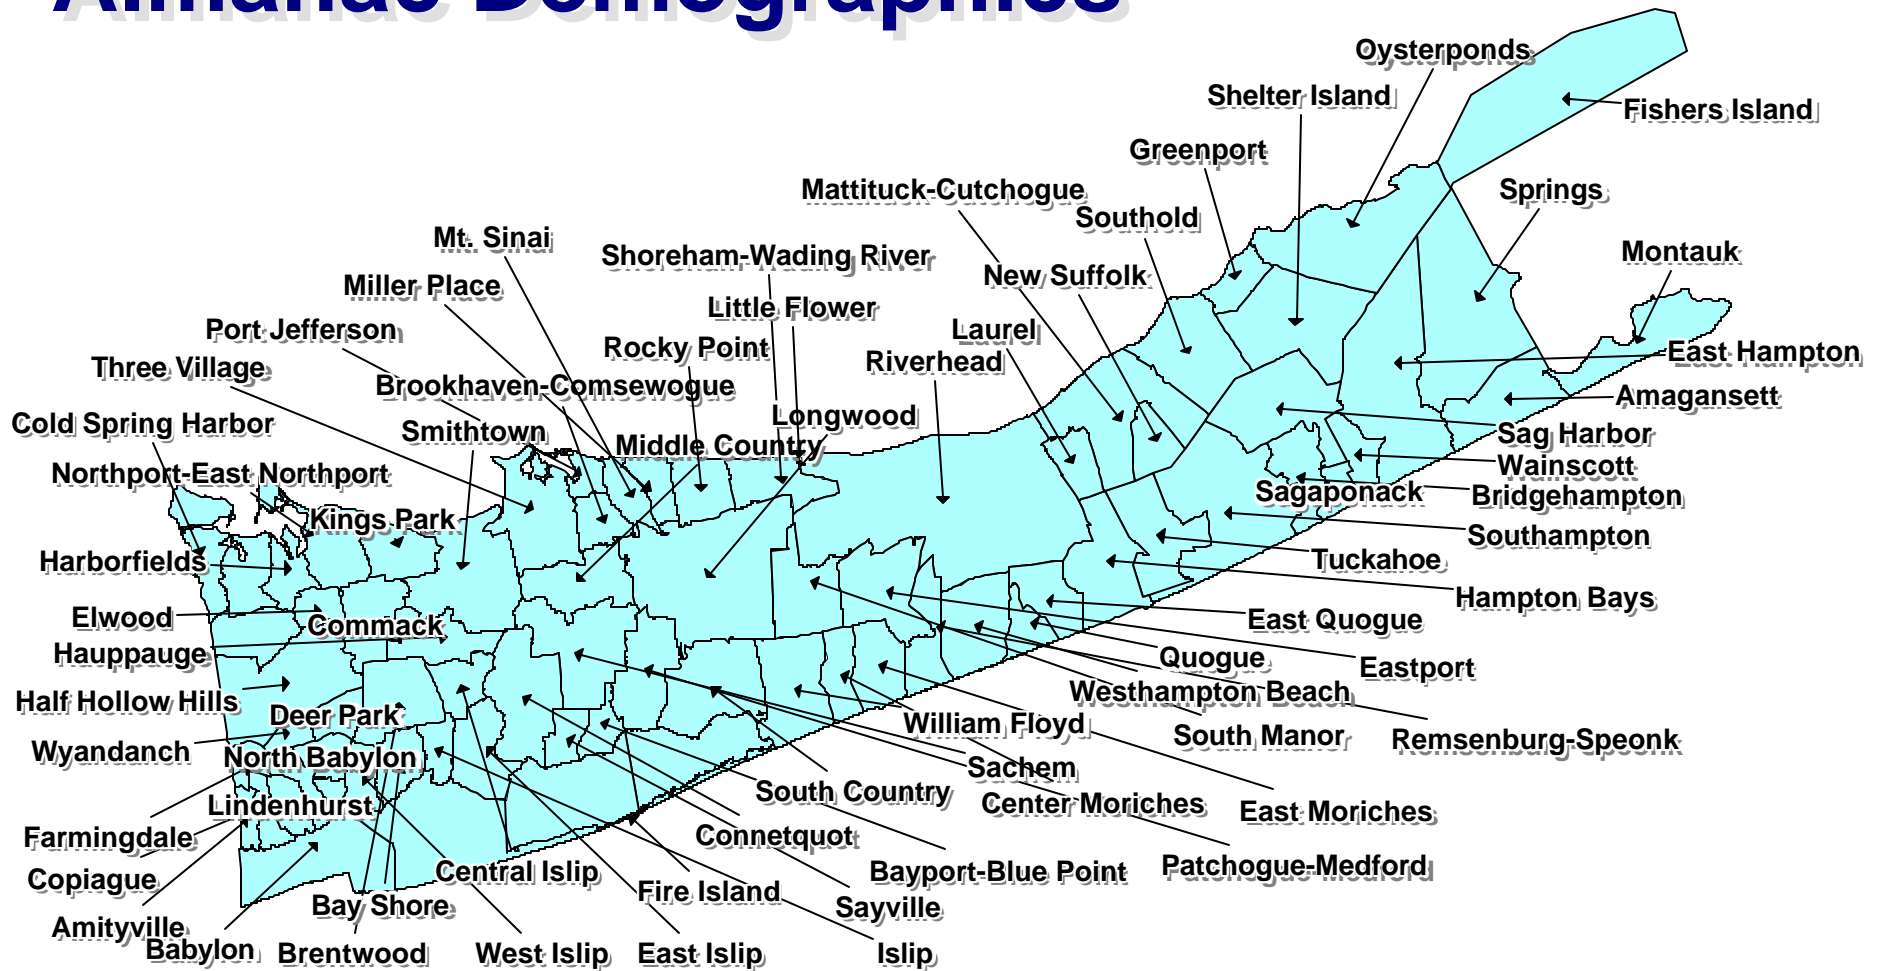 Almanac Demographics
Oysterponds
Shelter Island
Fishers Island
Greenport
Mattituck-Cutchogue
Springs
Southold
Mt. Sinai
Shoreham-Wading River
Montauk
New Suffolk
Miller Place
Little Flower
Port Jefferson
Laurel
Rocky Point
East Hampton
Riverhead
Three Village
Brookhaven-Comsewogue
Amagansett
Cold Spring Harbor
Longwood
Smithtown
Sag Harbor
Middle Country
Wainscott
Northport-East Northport
Sagaponack
Bridgehampton
Kings Park
Southampton
Harborfields
Tuckahoe
Hampton Bays
Elwood
East Quogue
Commack
Hauppauge
Quogue
Eastport
Westhampton Beach
Half Hollow Hills
Deer Park
William Floyd
South Manor
Remsenburg-Speonk
Wyandanch
North Babylon
Sachem
South Country
Lindenhurst
Center Moriches
East Moriches
Farmingdale
Connetquot
Patchogue-Medford
Central Islip
Bayport-Blue Point
Copiague
Fire Island
Bay Shore
Sayville
Amityville
Babylon
Brentwood
West Islip
East Islip
Islip